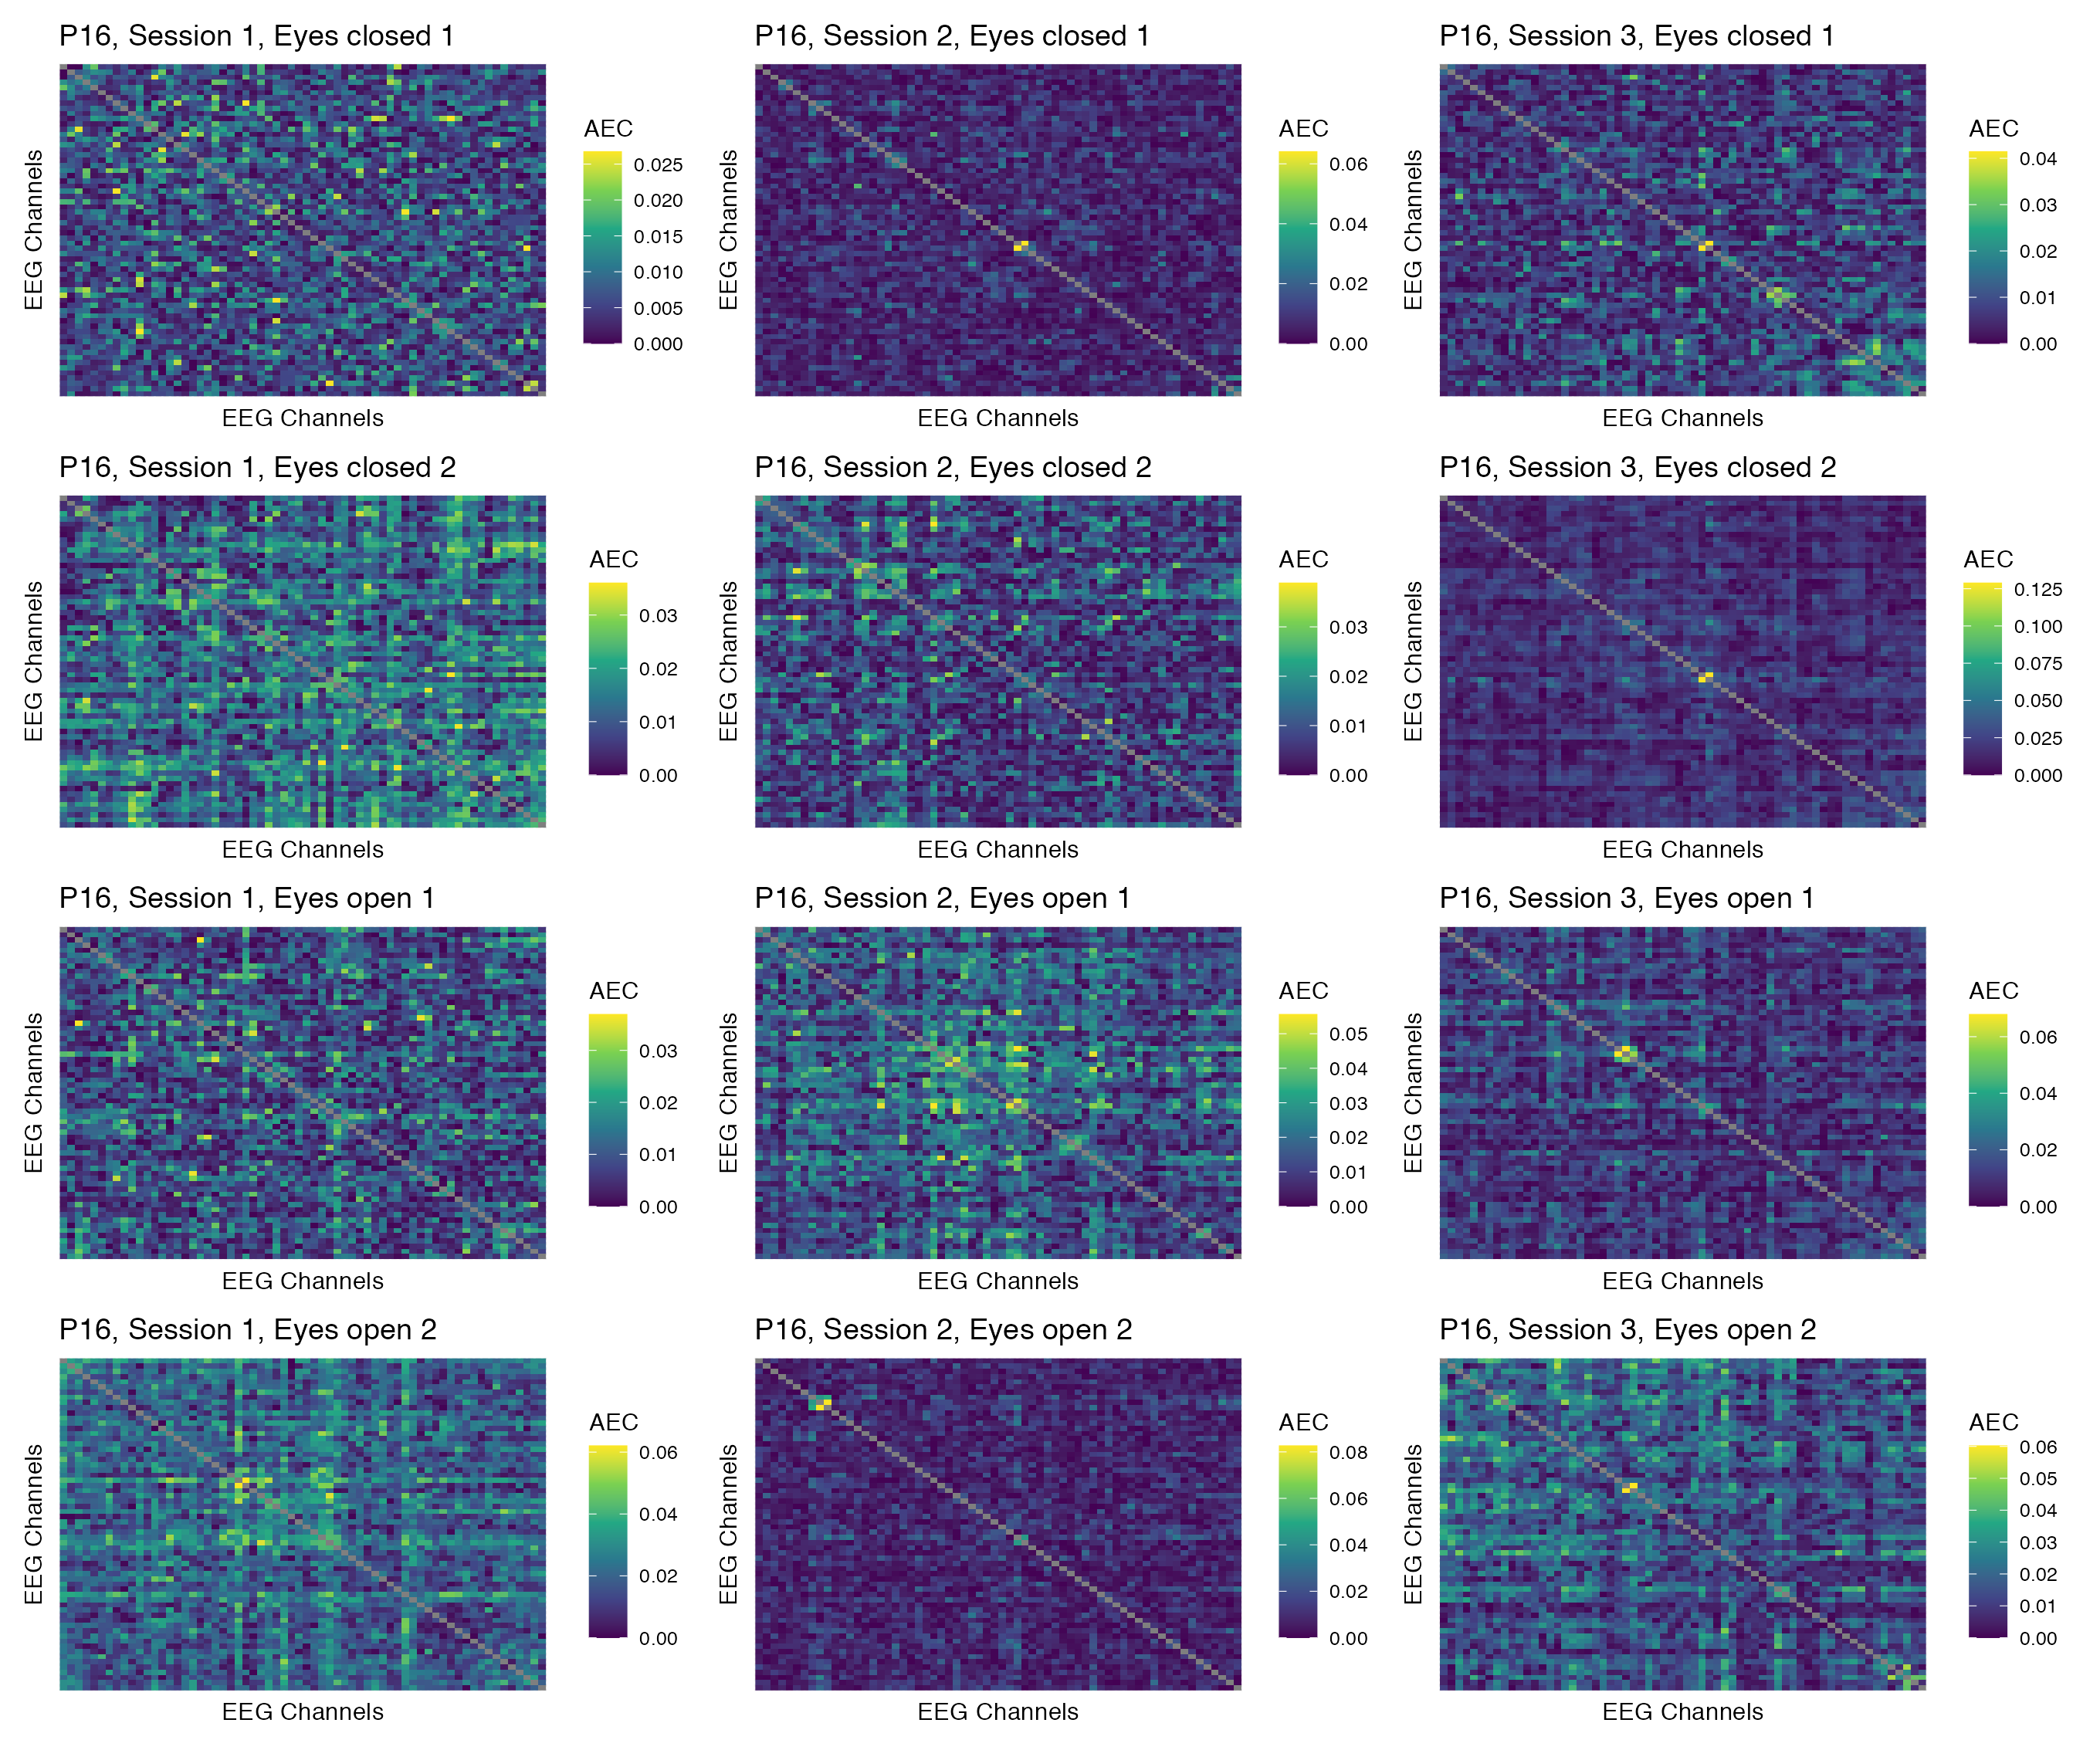 P16, Session 1, Eyes closed 1
EEG Channels
EEG Channels
AEC
0.025
0.020
0.015
0.010
0.005
0.000
P16, Session 2, Eyes closed 1
EEG Channels
EEG Channels
AEC
0.06
0.04
0.02
0.00
P16, Session 3, Eyes closed 1
EEG Channels
EEG Channels
AEC
0.04
0.03
0.02
0.01
0.00
P16, Session 1, Eyes closed 2
EEG Channels
EEG Channels
AEC
0.03
0.02
0.01
0.00
P16, Session 2, Eyes closed 2
EEG Channels
EEG Channels
AEC
0.03
0.02
0.01
0.00
P16, Session 3, Eyes closed 2
EEG Channels
EEG Channels
AEC
0.125
0.100
0.075
0.050
0.025
0.000
P16, Session 1, Eyes open 1
EEG Channels
EEG Channels
AEC
0.03
0.02
0.01
0.00
P16, Session 2, Eyes open 1
EEG Channels
EEG Channels
AEC
0.05
0.04
0.03
0.02
0.01
0.00
P16, Session 3, Eyes open 1
EEG Channels
EEG Channels
AEC
0.06
0.04
0.02
0.00
P16, Session 1, Eyes open 2
EEG Channels
EEG Channels
AEC
0.06
0.04
0.02
0.00
P16, Session 2, Eyes open 2
EEG Channels
EEG Channels
AEC
0.08
0.06
0.04
0.02
0.00
P16, Session 3, Eyes open 2
EEG Channels
EEG Channels
AEC
0.06
0.05
0.04
0.03
0.02
0.01
0.00